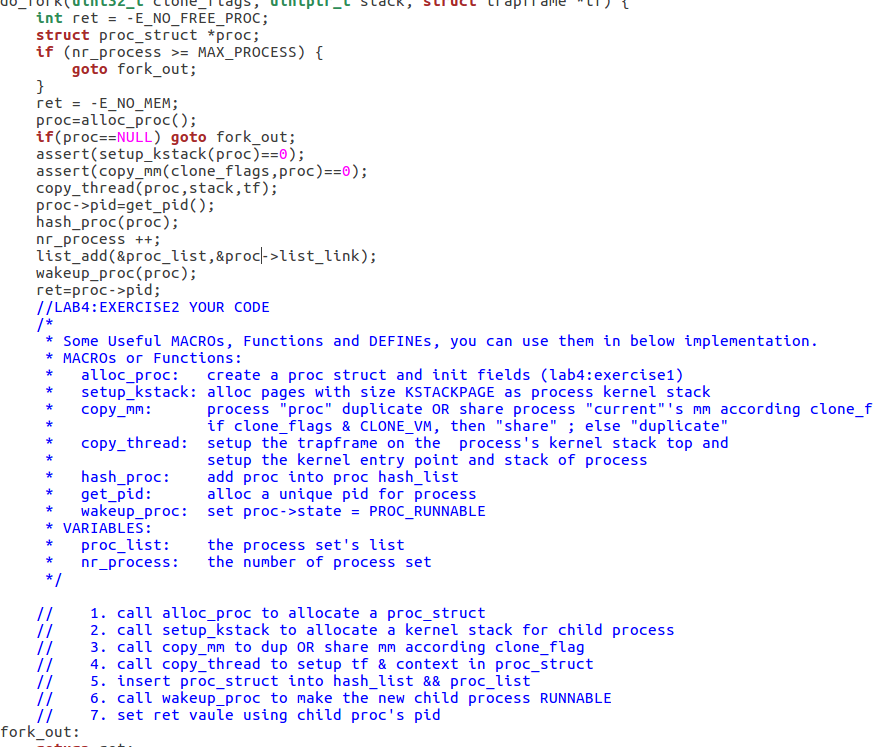 do_fork(uint32_t clone_flags, uintptr_t stack, struct trapframe *tf) {
    int ret = -E_NO_FREE_PROC;
    struct proc_struct *proc;
    if (nr_process >= MAX_PROCESS) {
        goto fork_out;
    }
    ret = -E_NO_MEM;
    proc=alloc_proc();
    if(proc==NULL) goto fork_out;
    assert(setup_kstack(proc)==0);
    assert(copy_mm(clone_flags,proc)==0);
    copy_thread(proc,stack,tf);
    proc->pid=get_pid();
    hash_proc(proc);
    nr_process ++;
    list_add(&proc_list,&proc->list_link);
    wakeup_proc(proc);
    ret=proc->pid;
    //LAB4:EXERCISE2 YOUR CODE
    /*
     * Some Useful MACROs, Functions and DEFINEs, you can use them in below implementation.
     * MACROs or Functions:
     *   alloc_proc:   create a proc struct and init fields (lab4:exercise1)
     *   setup_kstack: alloc pages with size KSTACKPAGE as process kernel stack
     *   copy_mm:      process "proc" duplicate OR share process "current"'s mm according clone_f
     *                 if clone_flags & CLONE_VM, then "share" ; else "duplicate"
     *   copy_thread:  setup the trapframe on the  process's kernel stack top and
     *                 setup the kernel entry point and stack of process
     *   hash_proc:    add proc into proc hash_list
     *   get_pid:      alloc a unique pid for process
     *   wakeup_proc:  set proc->state = PROC_RUNNABLE
     * VARIABLES:
     *   proc_list:    the process set's list
     *   nr_process:   the number of process set
     */
    //    1. call alloc_proc to allocate a proc_struct
    //    2. call setup_kstack to allocate a kernel stack for child process
    //    3. call copy_mm to dup OR share mm according clone_flag
    //    4. call copy_thread to setup tf & context in proc_struct
    //    5. insert proc_struct into hash_list && proc_list
    //    6. call wakeup_proc to make the new child process RUNNABLE
    //    7. set ret vaule using child proc's pid
fork_out:
    return ret;